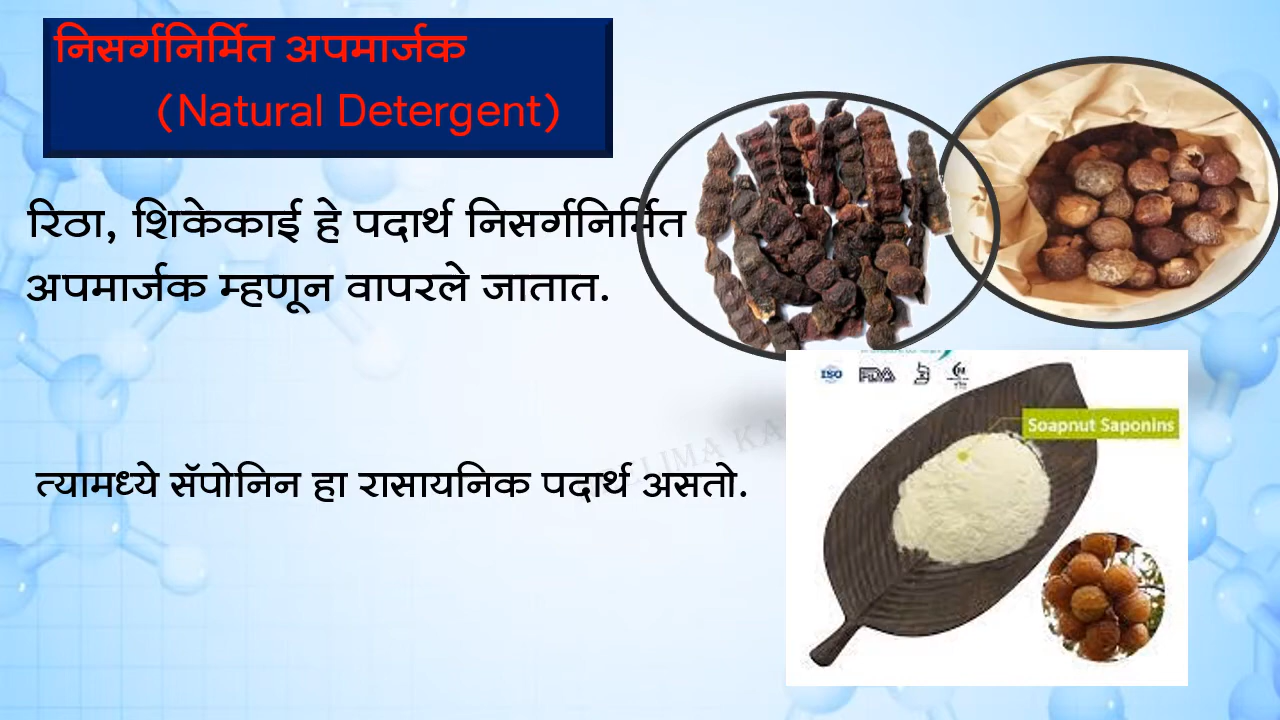 निसर्गनिर्मित अपमार्जक
(Natural Detergent)
रिठा, शिकेकाई हे पदार्थ निसर्गनिर्मित
अपमार्जक म्हणून वापरले जातात.
ISO FDA
Soapnut Saponins
त्यामध्ये सॅपोनिन हा रासायनिक पदार्थ असतो.